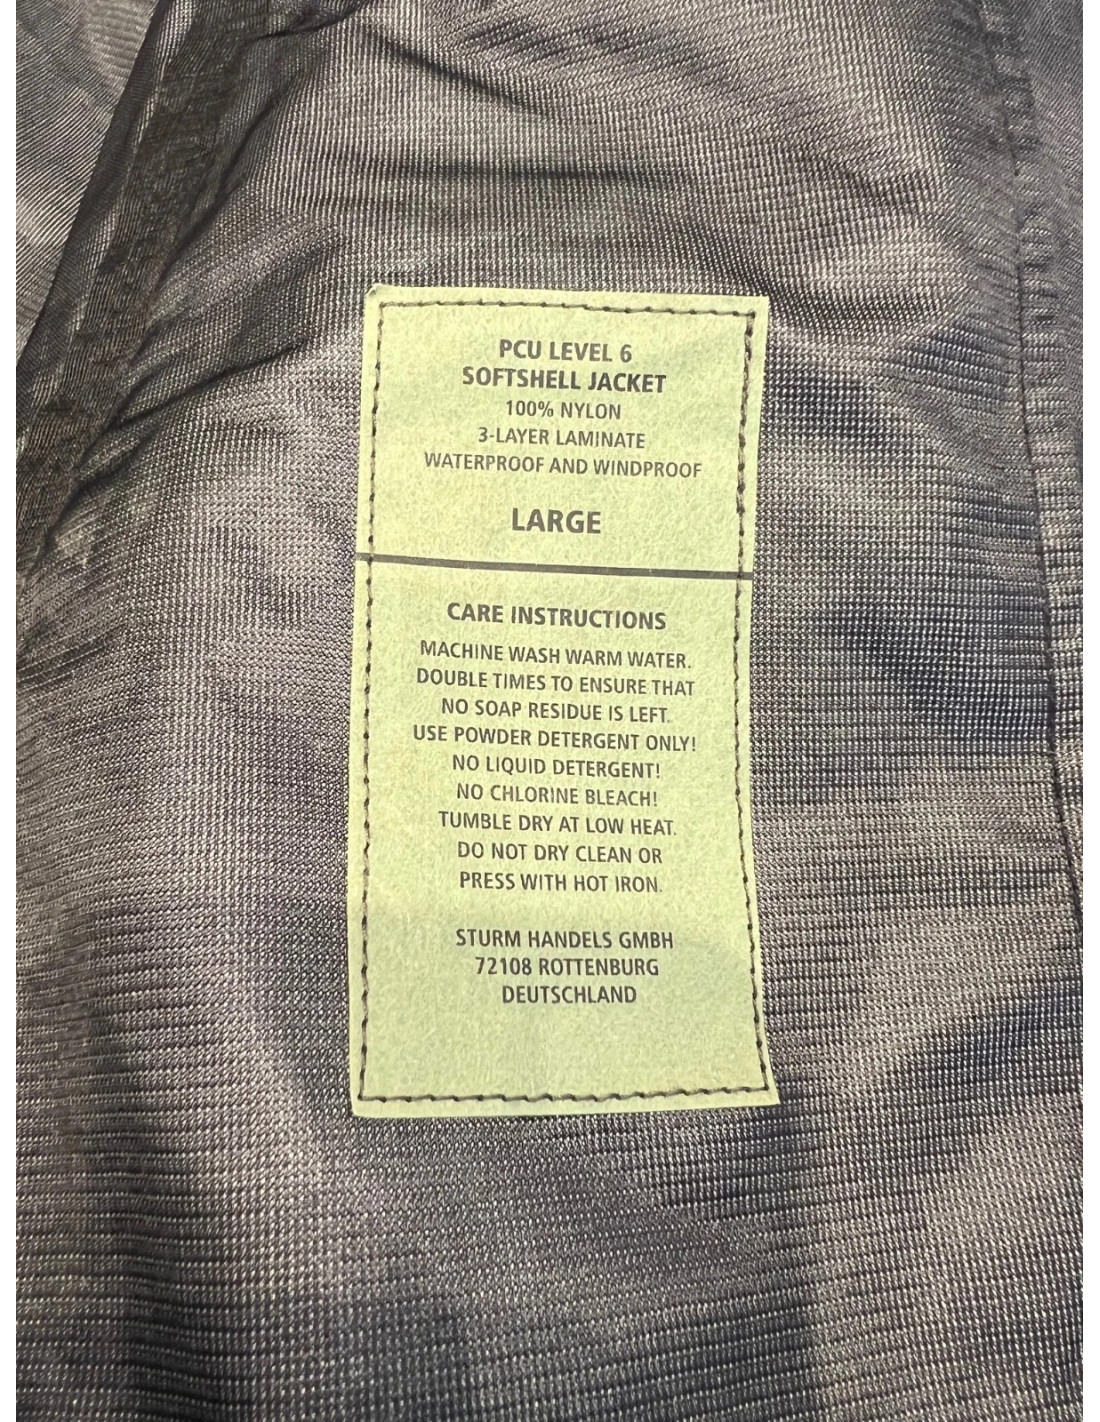 PCU LEVEL 6
SOFTSHELL JACKET
100% NYLON
3-LAYER LAMINATE
WATERPROOF AND WINDPROOF
LARGE
CARE INSTRUCTIONS
MACHINE WASH WARM WATER.
DOUBLE TIMES TO ENSURE THAT
NO SOAP RESIDUE IS LEFT.
USE POWDER DETERGENT ONLY!
NO LIQUID DETERGENT!
NO CHLORINE BLEACH!
TUMBLE DRY AT LOW HEAT.
DO NOT DRY CLEAN OR
PRESS WITH HOT IRON.
STURM HANDELS GMBH
72108 ROTTENBURG
DEUTSCHLAND